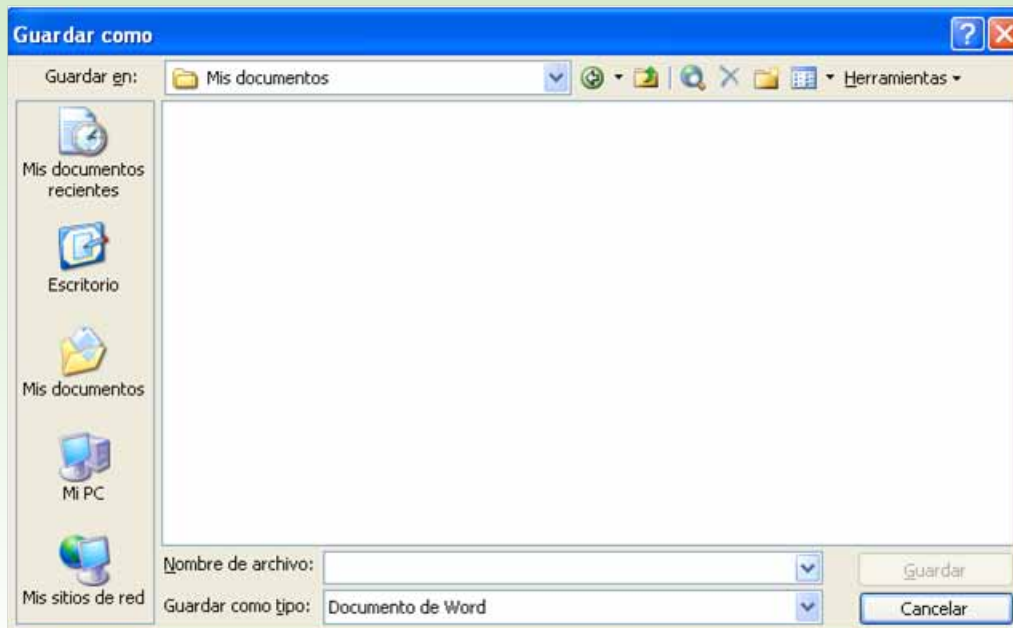 Guardar como
Guardar en:
Mis documentos
Herramientas
Mis documentos
recientes
Escritorio
Mis documentos
Mi PC
Mis sitios de red
Nombre de archivo:
Guardar
Guardar como tipo:
Documento de Word
Cancelar